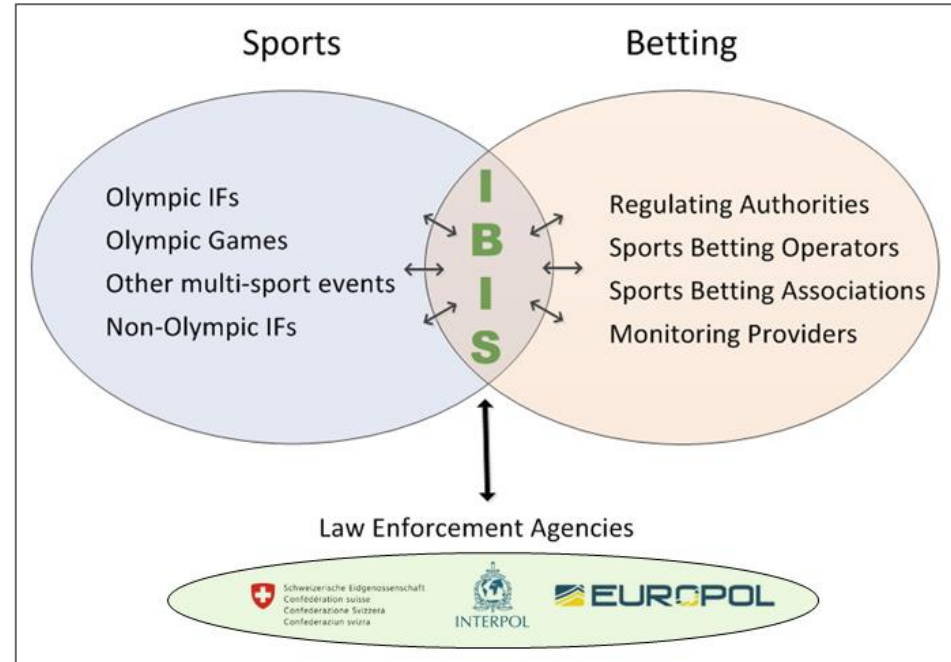 Sports
Betting
Olympic IFs
Olympic Games
Other multi-sport events
Non-Olympic IFs
I
B
I
S
Regulating Authorities
Sports Betting Operators
Sports Betting Associations
Monitoring Providers
Law Enforcement Agencies
Schweizerische Eidgenossenschaft
Confédération suisse
Confederazione Svizzera
Confederaziun svizra
INTERPOL
EUROPOL